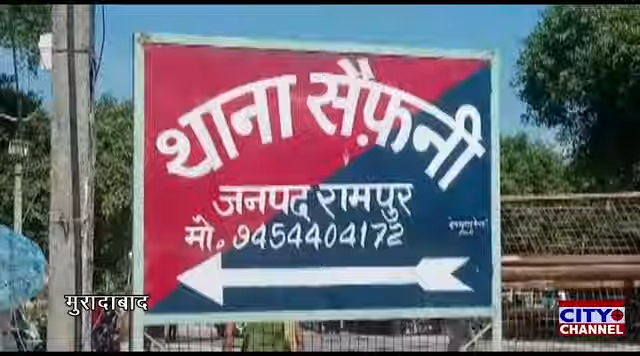 थाना सैफ़नी
जनपद रामपुर
मो. 9454404172
मुरादाबाद
CITY
CHANNEL